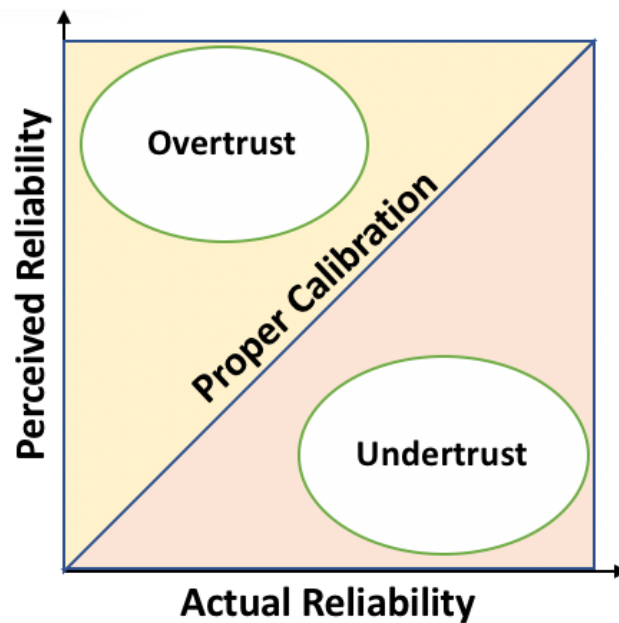 Perceived Reliability
Overtrust
Proper Calibration
Undertrust
Actual Reliability